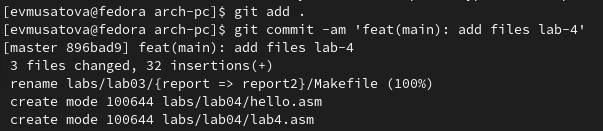 [evmusatova@fedora arch-pc]$ git add .
[evmusatova@fedora arch-pc]$ git commit -am 'feat(main): add files lab-4'
[master 896bad9] feat(main): add files lab-4
 3 files changed, 32 insertions(+)
 rename labs/lab03/{report => report2}/Makefile (100%)
 create mode 100644 labs/lab04/hello.asm
 create mode 100644 labs/lab04/lab4.asm